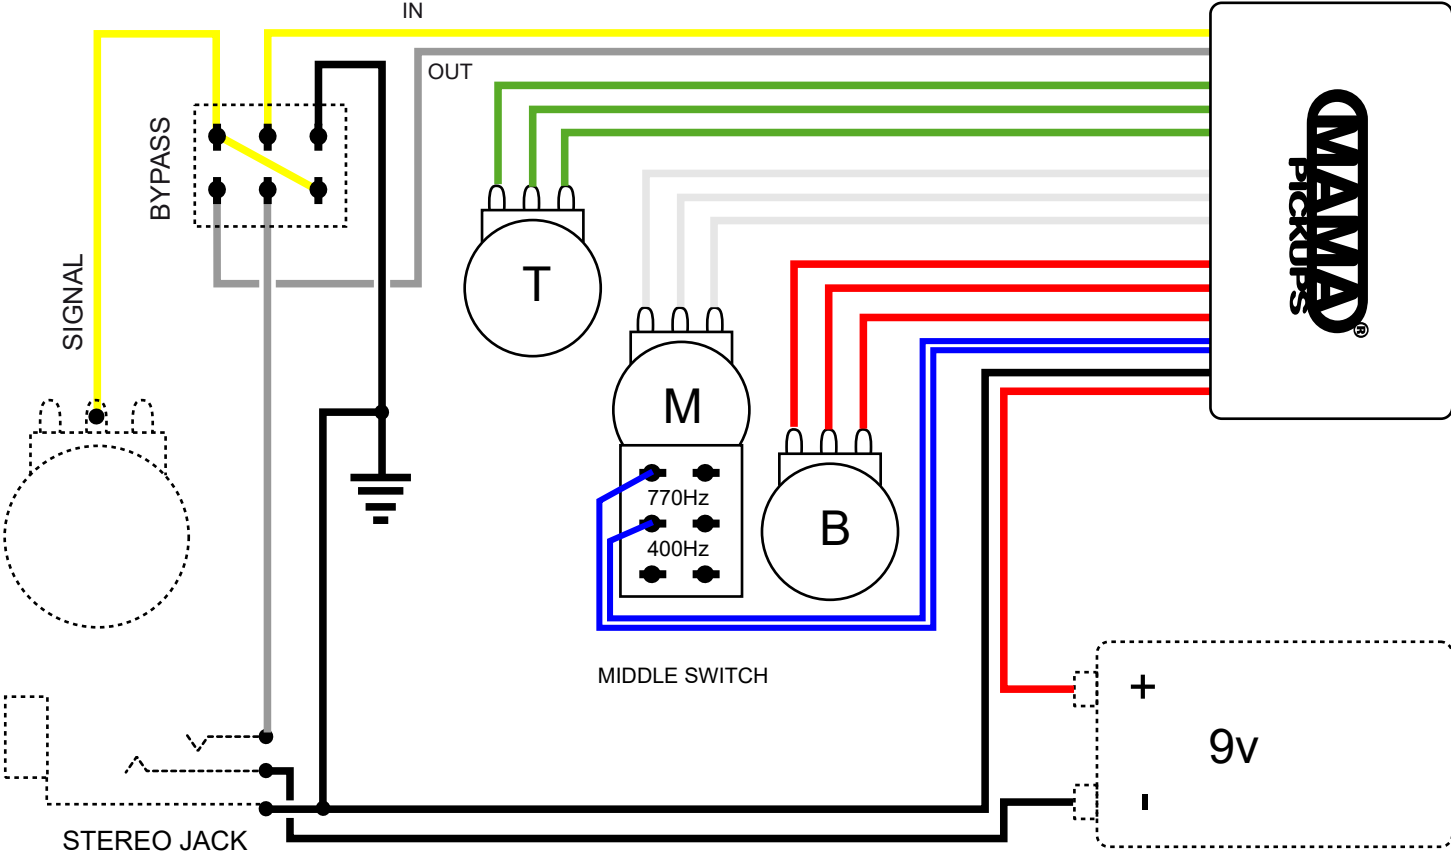 IN
OUT
BYPASS
SIGNAL
T
MAMA
PICKUPS
®
M
770Hz
400Hz
B
MIDDLE SWITCH
+
9v
-
STEREO JACK